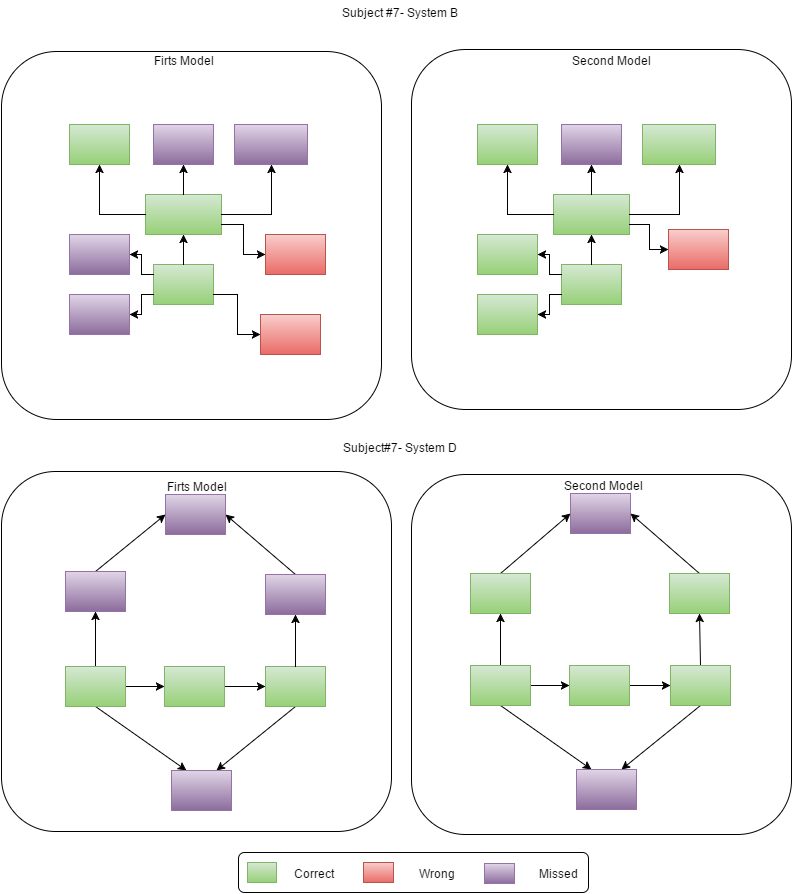 Subject #7- System B
Firts Model
Second Model
Subject#7- System D
Firts Model
Second Model
Correct
Wrong
Missed